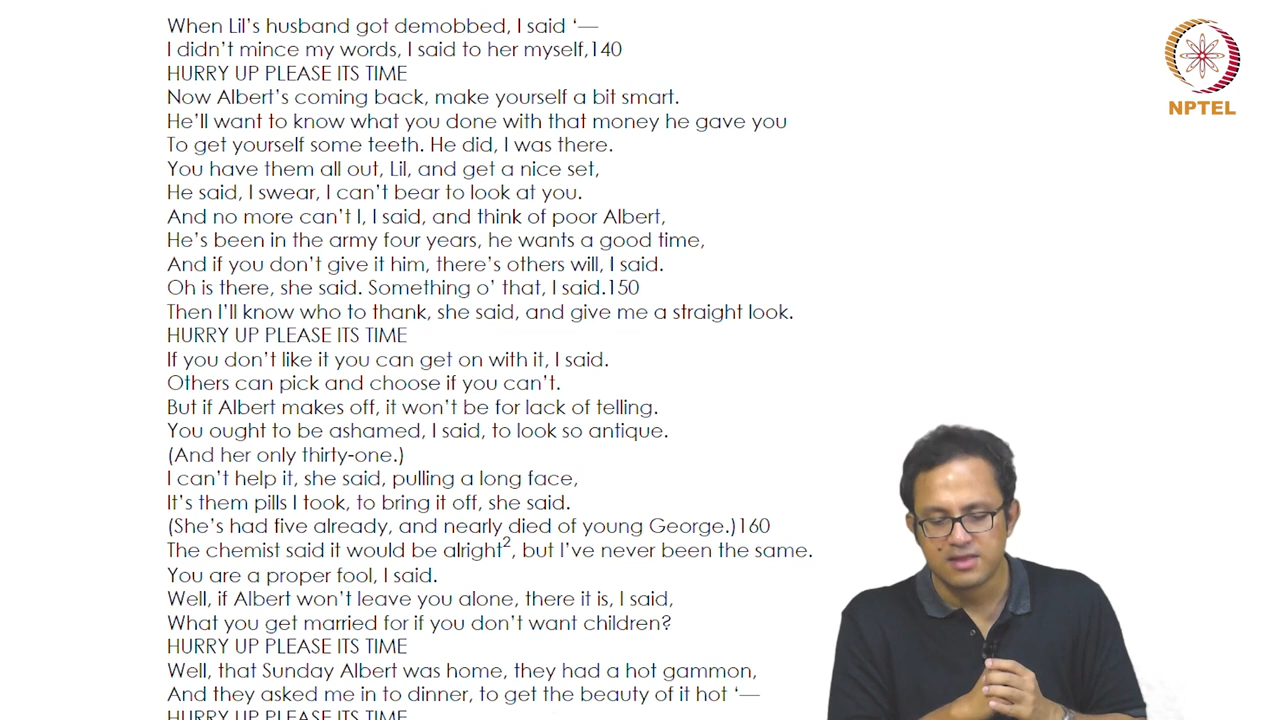 When Lil’s husband got demobbed, I said ‘—
I didn’t mince my words, I said to her myself,140
HURRY UP PLEASE ITS TIME
Now Albert’s coming back, make yourself a bit smart.
He’ll want to know what you done with that money he gave you
To get yourself some teeth. He did, I was there.
You have them all out, Lil, and get a nice set,
He said, I swear, I can’t bear to look at you.
And no more can’t I, I said, and think of poor Albert,
He’s been in the army four years, he wants a good time,
And if you don’t give it him, there’s others will, I said.
Oh is there, she said. Something o’ that, I said.150
Then I’ll know who to thank, she said, and give me a straight look.
HURRY UP PLEASE ITS TIME
If you don’t like it you can get on with it, I said.
Others can pick and choose if you can’t.
But if Albert makes off, it won’t be for lack of telling.
You ought to be ashamed, I said, to look so antique.
(And her only thirty-one.)
I can’t help it, she said, pulling a long face,
It’s them pills I took, to bring it off, she said.
(She’s had five already, and nearly died of young George.)160
The chemist said it would be alright², but I’ve never been the same.
You are a proper fool, I said.
Well, if Albert won’t leave you alone, there it is, I said,
What you get married for if you don’t want children?
HURRY UP PLEASE ITS TIME
Well, that Sunday Albert was home, they had a hot gammon,
And they asked me in to dinner, to get the beauty of it hot ‘—
HURRY UP PLEASE ITS TIME
NPTEL